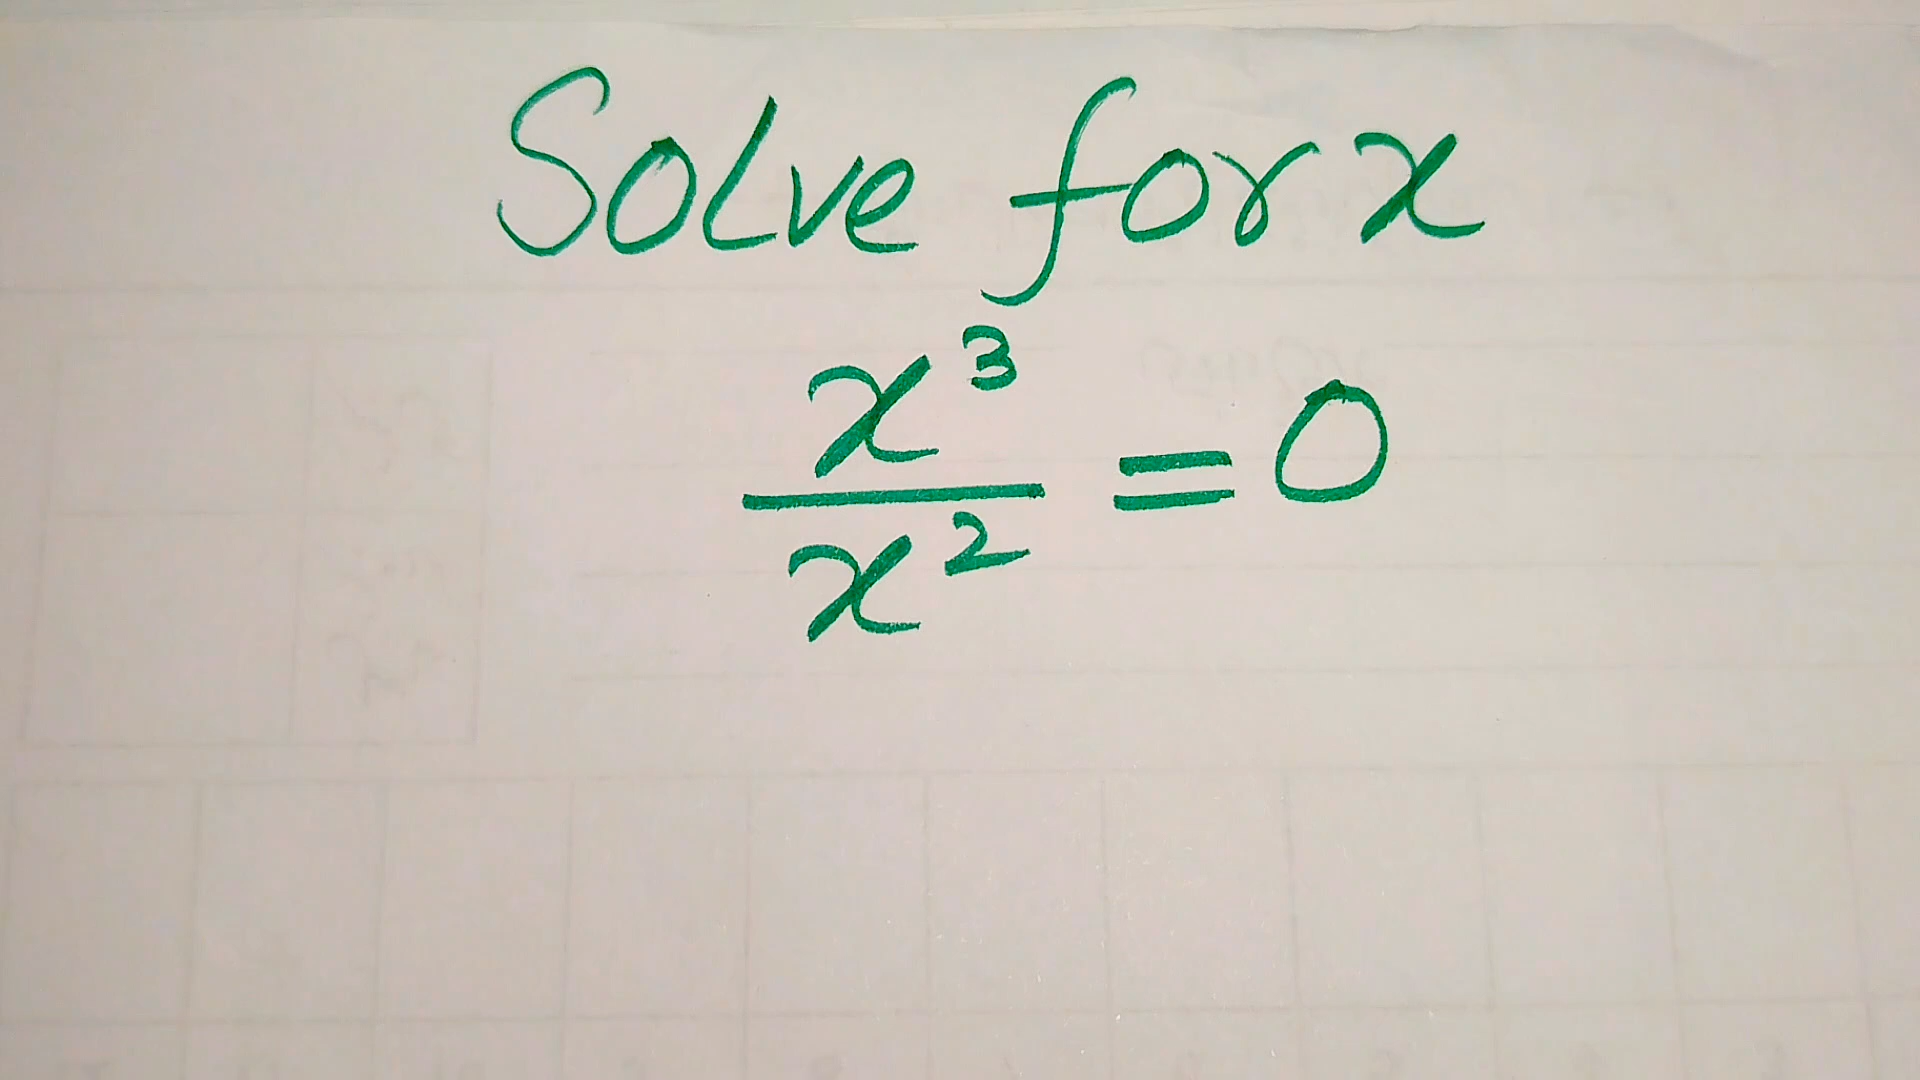 Solve for x
x³/x² = 0